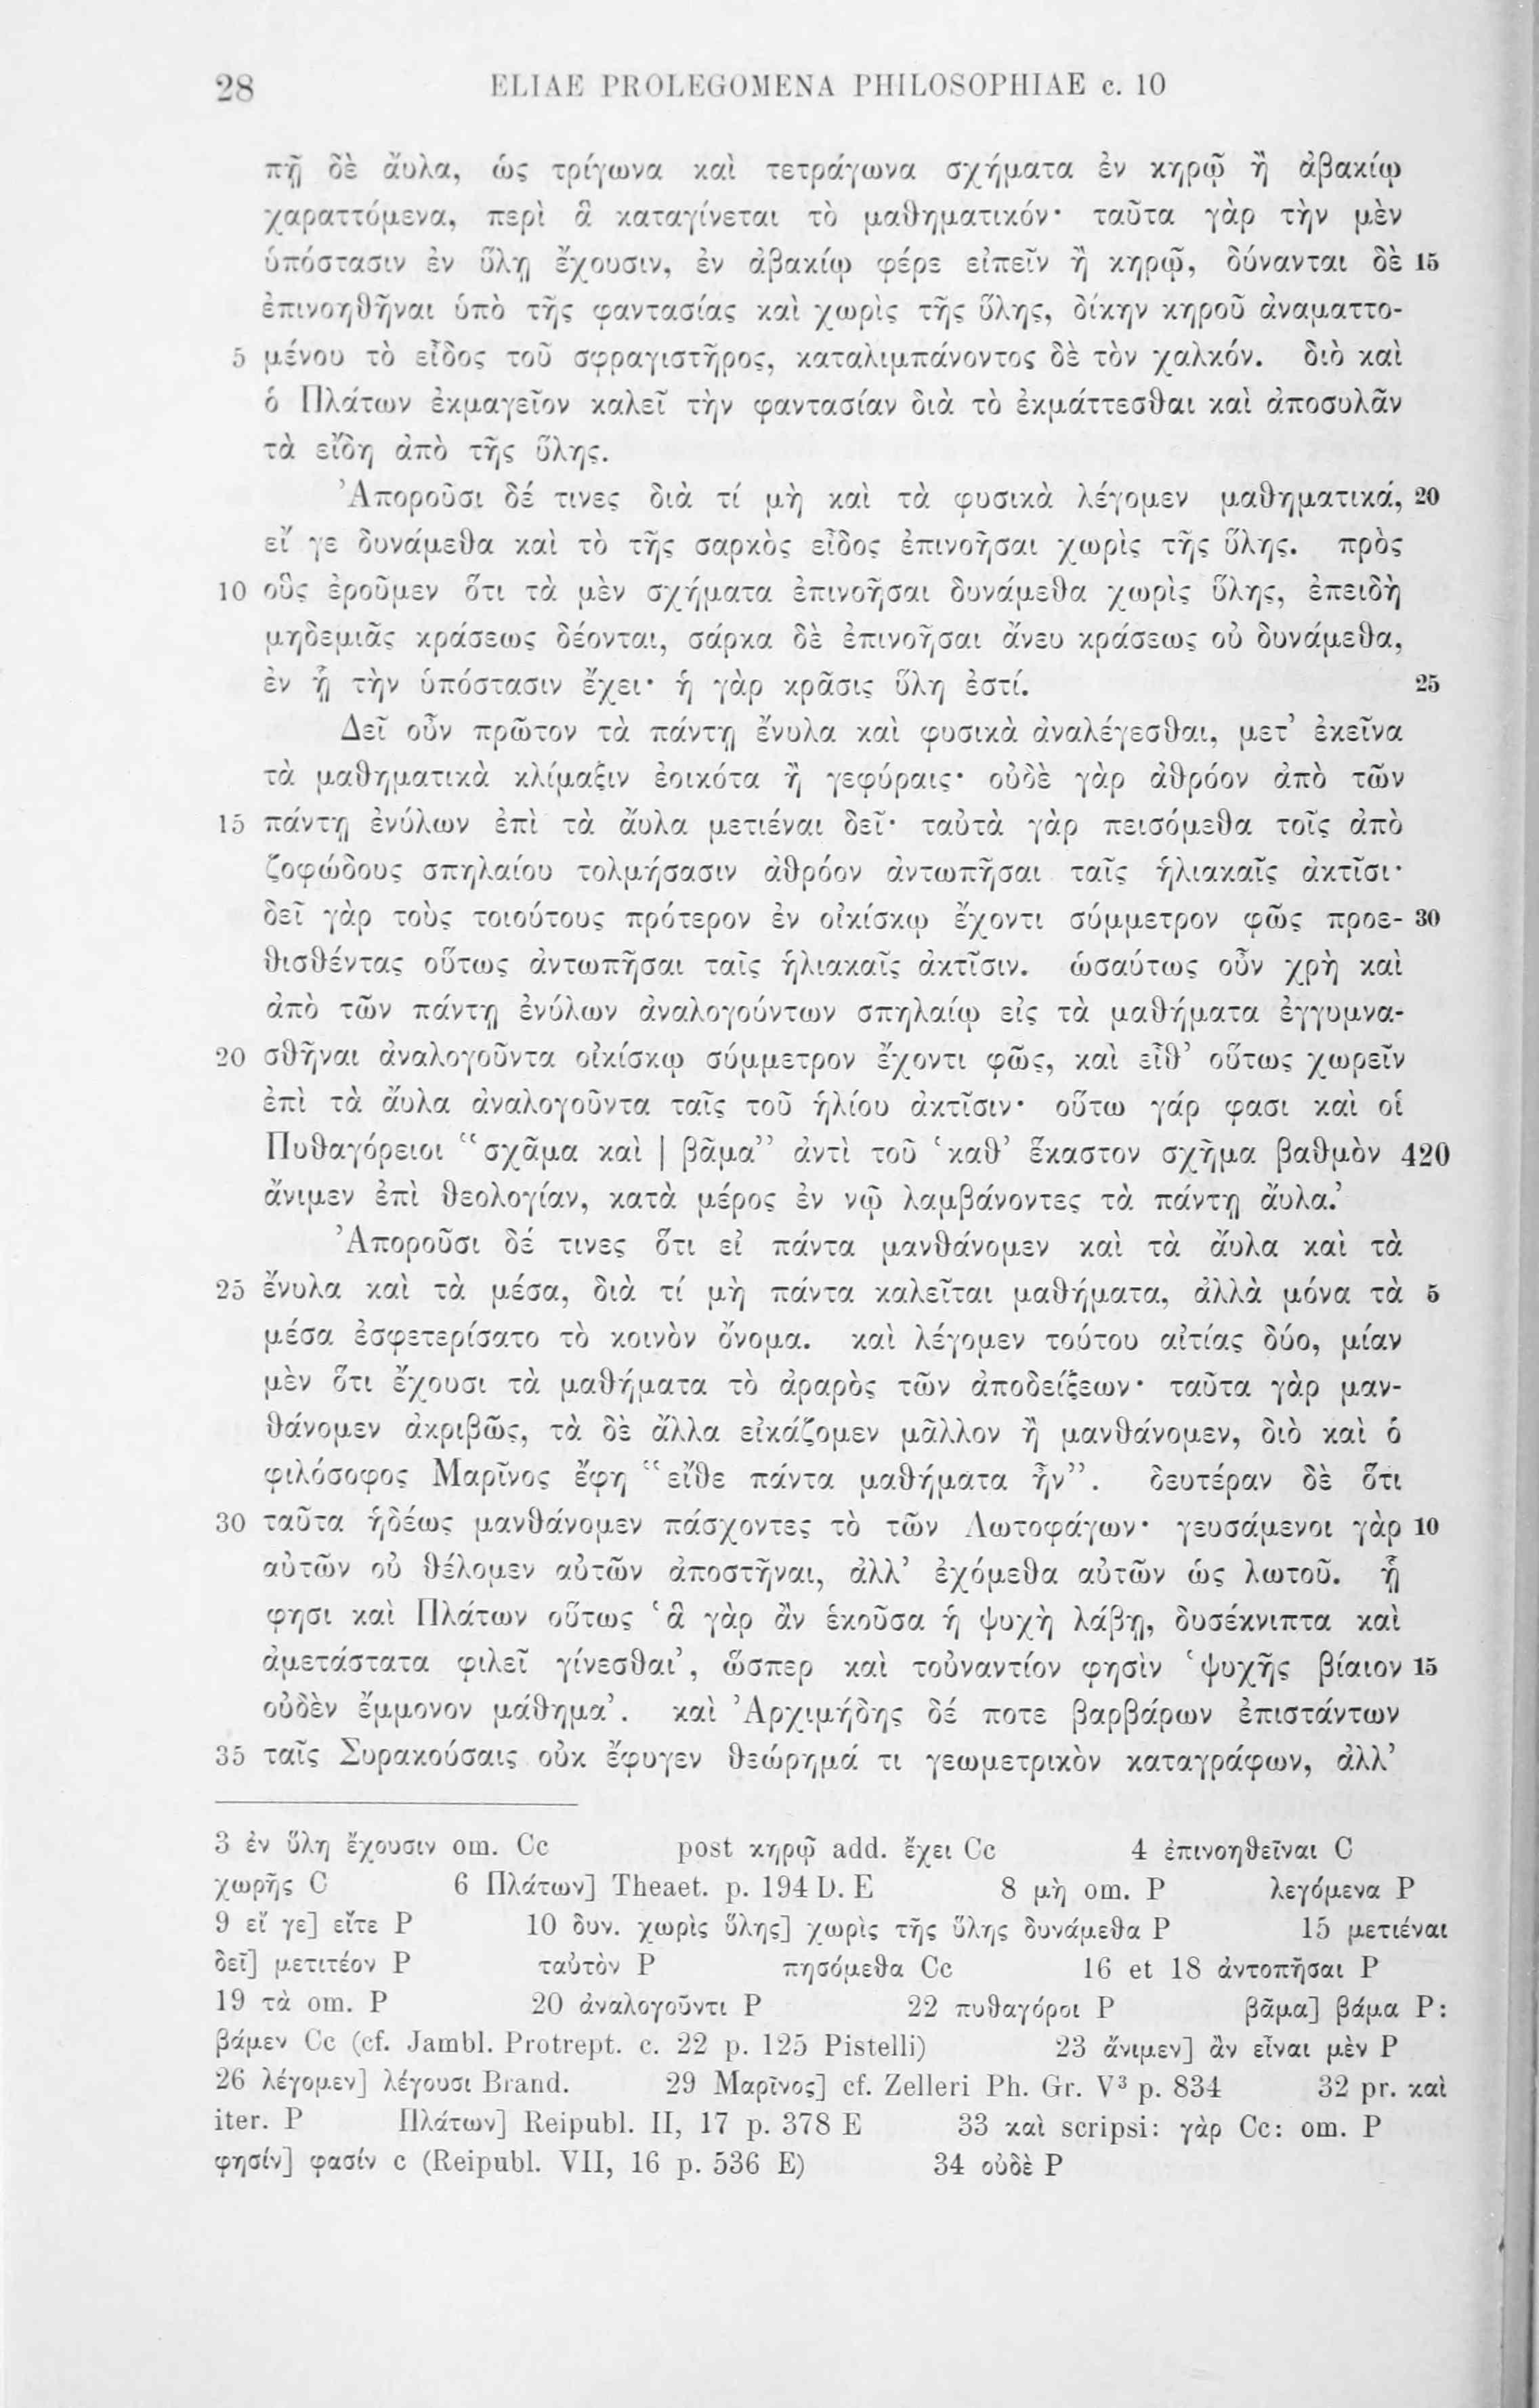 28 ELIAE PROLEGOMENA PHILOSOPHIAE c. 10
πῇ δὲ ἄυλα, ὡς τρίγωνα καὶ τετράγωνα σχήματα ἐν κηρῷ ἢ ἀβακίῳ
χαραττόμενα, περὶ ἃ καταγίνεται τὸ μαθηματικόν· ταῦτα γὰρ τὴν μὲν
ὑπόστασιν ἐν ὕλῃ ἔχουσιν, ἐν ἀβακίῳ φέρε εἰπεῖν ἢ κηρῷ, δύνανται δὲ 15
ἐπινοηθῆναι ὑπὸ τῆς φαντασίας καὶ χωρὶς τῆς ὕλης, δίκην κηροῦ ἀναματτο-
5 μένου τὸ εἶδος τοῦ σφραγιστῆρος, καταλιμπάνοντος δὲ τὸν χαλκόν. διὸ καὶ
ὁ Πλάτων ἐκμαγεῖον καλεῖ τὴν φαντασίαν διὰ τὸ ἐκμάττεσθαι καὶ ἀποσυλᾶν
τὰ εἴδη ἀπὸ τῆς ὕλης.
Ἀποροῦσι δέ τινες διὰ τί μὴ καὶ τὰ φυσικὰ λέγομεν μαθηματικά, 20
εἴ γε δυνάμεθα καὶ τὸ τῆς σαρκὸς εἶδος ἐπινοῆσαι χωρὶς τῆς ὕλης. πρὸς
10 οὓς ἐροῦμεν ὅτι τὰ μὲν σχήματα ἐπινοῆσαι δυνάμεθα χωρὶς ὕλης, ἐπειδὴ
μηδεμιᾶς κράσεως δέονται, σάρκα δὲ ἐπινοῆσαι ἄνευ κράσεως οὐ δυνάμεθα,
ἐν ᾗ τὴν ὑπόστασιν ἔχει· ἡ γὰρ κρᾶσις ὕλη ἐστί. 25
Δεῖ οὖν πρῶτον τὰ πάντῃ ἔνυλα καὶ φυσικὰ ἀναλέγεσθαι, μετ’ ἐκεῖνα
τὰ μαθηματικὰ κλίμαξιν ἐοικότα ἢ γεφύραις· οὐδὲ γὰρ ἀθρόον ἀπὸ τῶν
15 πάντῃ ἐνύλων ἐπὶ τὰ ἄυλα μετιέναι δεῖ· ταὐτὰ γὰρ πεισόμεθα τοῖς ἀπὸ
ζοφώδους σπηλαίου τολμήσασιν ἀθρόον ἀντωπῆσαι ταῖς ἡλιακαῖς ἀκτῖσι·
δεῖ γὰρ τοὺς τοιούτους πρότερον ἐν οἰκίσκῳ ἔχοντι σύμμετρον φῶς προε- 30
θισθέντας οὕτως ἀντωπῆσαι ταῖς ἡλιακαῖς ἀκτῖσιν. ὡσαύτως οὖν χρὴ καὶ
ἀπὸ τῶν πάντῃ ἐνύλων ἀναλογούντων σπηλαίῳ εἰς τὰ μαθήματα ἐγγυμνα-
20 σθῆναι ἀναλογοῦντα οἰκίσκῳ σύμμετρον ἔχοντι φῶς, καὶ εἶθ’ οὕτως χωρεῖν
ἐπὶ τὰ ἄυλα ἀναλογοῦντα ταῖς τοῦ ἡλίου ἀκτῖσιν· οὕτω γάρ φασι καὶ οἱ
Πυθαγόρειοι “σχᾶμα καὶ | βᾶμα” ἀντὶ τοῦ ‘καθ’ ἕκαστον σχῆμα βαθμὸν 420
ἄνιμεν ἐπὶ θεολογίαν, κατὰ μέρος ἐν νῷ λαμβάνοντες τὰ πάντῃ ἄυλα.’
Ἀποροῦσι δέ τινες ὅτι εἰ πάντα μανθάνομεν καὶ τὰ ἄυλα καὶ τὰ
25 ἔνυλα καὶ τὰ μέσα, διὰ τί μὴ πάντα καλεῖται μαθήματα, ἀλλὰ μόνα τὰ 5
μέσα ἐσφετερίσατο τὸ κοινὸν ὄνομα. καὶ λέγομεν τούτου αἰτίας δύο, μίαν
μὲν ὅτι ἔχουσι τὰ μαθήματα τὸ ἀραρὸς τῶν ἀποδείξεων· ταῦτα γὰρ μαν-
θάνομεν ἀκριβῶς, τὰ δὲ ἄλλα εἰκάζομεν μᾶλλον ἢ μανθάνομεν, διὸ καὶ ὁ
φιλόσοφος Μαρῖνος ἔφη “εἴθε πάντα μαθήματα ἦν”. δευτέραν δὲ ὅτι
30 ταῦτα ἡδέως μανθάνομεν πάσχοντες τὸ τῶν Λωτοφάγων· γευσάμενοι γὰρ 10
αὐτῶν οὐ θέλομεν αὐτῶν ἀποστῆναι, ἀλλ’ ἐχόμεθα αὐτῶν ὡς λωτοῦ. ᾗ
φησι καὶ Πλάτων οὕτως ‘ἃ γὰρ ἂν ἑκοῦσα ἡ ψυχὴ λάβῃ, δυσέκνιπτα καὶ
ἀμετάστατα φιλεῖ γίνεσθαι’, ὥσπερ καὶ τοὐναντίον φησὶν ‘ψυχῆς βίαιον 15
οὐδὲν ἔμμονον μάθημα’. καὶ Ἀρχιμήδης δέ ποτε βαρβάρων ἐπιστάντων
35 ταῖς Συρακούσαις οὐκ ἔφυγεν θεώρημά τι γεωμετρικὸν καταγράφων, ἀλλ’
3 ἐν ὕλη ἔχουσιν om. Cc post κηρῷ add. ἔχει Cc 4 ἐπινοηθεῖναι C
χωρῆς C 6 Πλάτων] Theaet. p. 194 D. E 8 μὴ om. P λεγόμενα P
9 εἴ γε] εἴτε P 10 δυν. χωρὶς ὕλης] χωρὶς τῆς ὕλης δυνάμεθα P 15 μετιέναι
δεῖ] μετιτέον P ταὐτὸν P πησόμεθα Cc 16 et 18 ἀντοπῆσαι P
19 τὰ om. P 20 ἀναλογοῦντι P 22 πυθαγόροι P βᾶμα] βάμα P:
βάμεν Cc (cf. Jambl. Protrept. c. 22 p. 125 Pistelli) 23 ἄνιμεν] ἂν εἶναι μὲν P
26 λέγομεν] λέγουσι Brand. 29 Μαρῖνος] cf. Zelleri Ph. Gr. V³ p. 834 32 pr. καὶ
iter. P Πλάτων] Reipubl. II, 17 p. 378 E 33 καὶ scripsi: γὰρ Cc: om. P
φησίν] φασίν c (Reipubl. VII, 16 p. 536 E) 34 οὐδὲ P